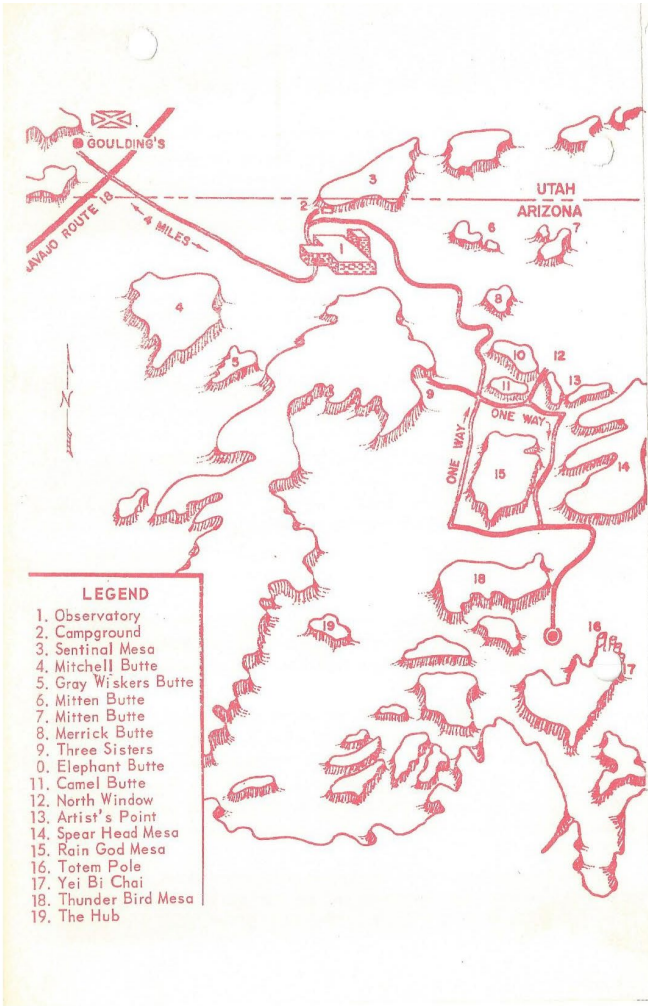 GOULDING'S
3
UTAH
2
ARIZONA
AVAJO ROUTE 18
4 MILES
1
6
7
8
4
5
10
12
11
13
9
N
ONE WAY
ONE WAY
15
14
18
19
16
17
LEGEND
1. Observatory
2. Campground
3. Sentinal Mesa
4. Mitchell Butte
5. Gray Wiskers Butte
6. Mitten Butte
7. Mitten Butte
8. Merrick Butte
9. Three Sisters
0. Elephant Butte
11. Camel Butte
12. North Window
13. Artist's Point
14. Spear Head Mesa
15. Rain God Mesa
16. Totem Pole
17. Yei Bi Chai
18. Thunder Bird Mesa
19. The Hub